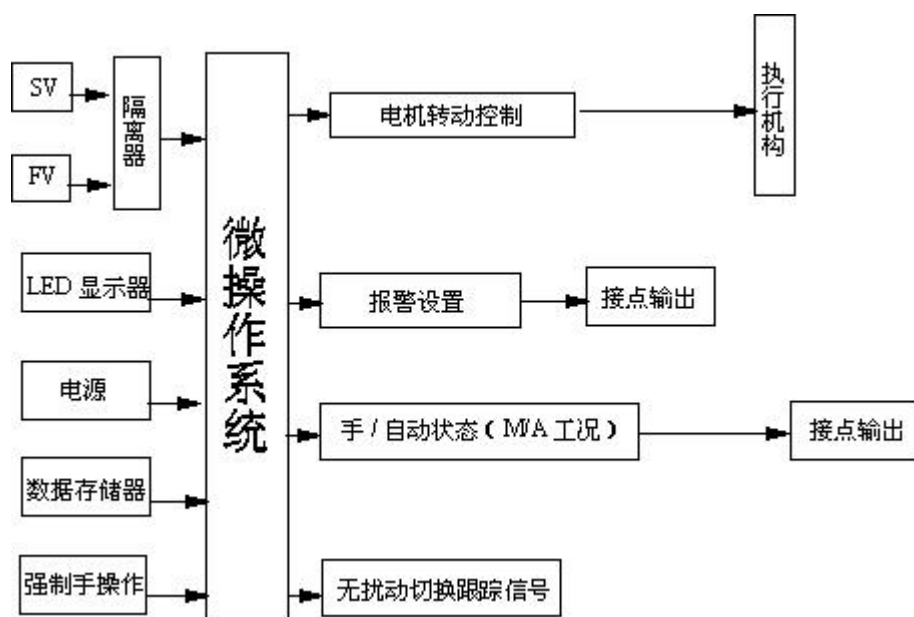 SV
FV
隔离器
LED 显示器
电源
数据存储器
强制手操作
微操作系统
电机转动控制
执行机构
报警设置
接点输出
手 / 自动状态 ( M/A 工况 )
接点输出
无扰动切换跟踪信号